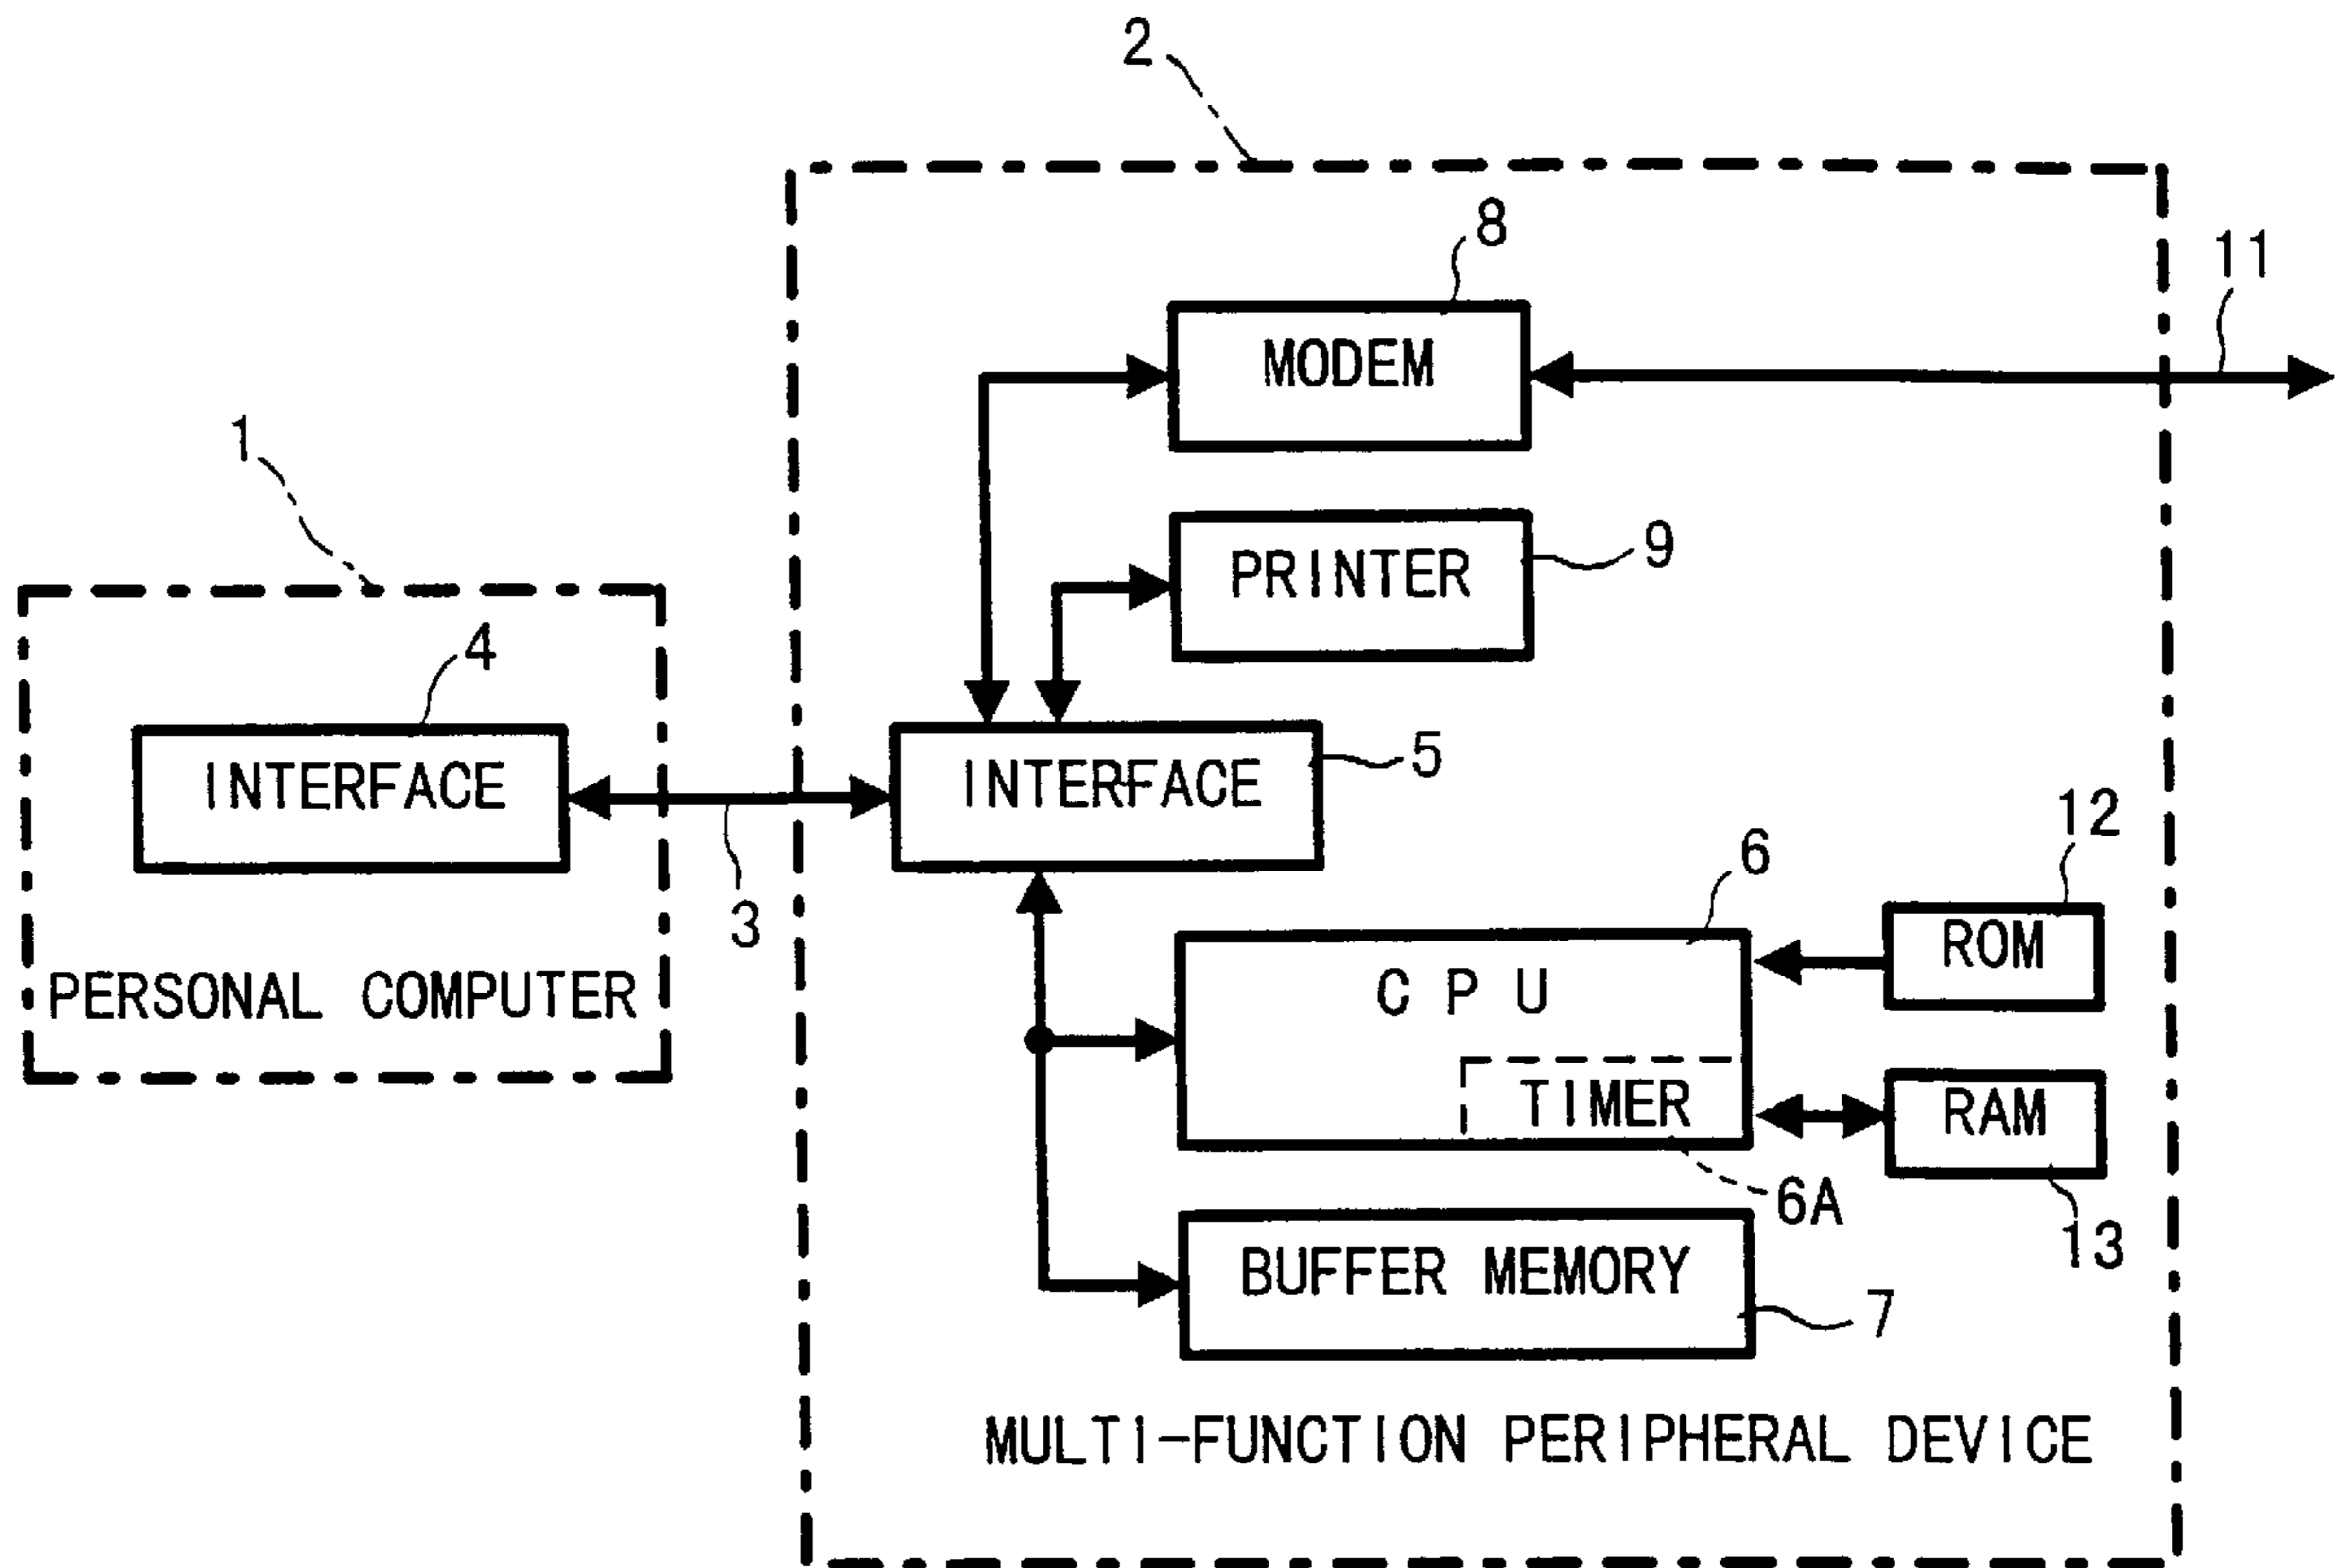 2
8
11
MODEM
1
9
PRINTER
4
5
INTERFACE
INTERFACE
12
6
3
ROM
PERSONAL COMPUTER
C P U
TIMER
RAM
6A
13
BUFFER MEMORY
7
MULTI-FUNCTION PERIPHERAL DEVICE